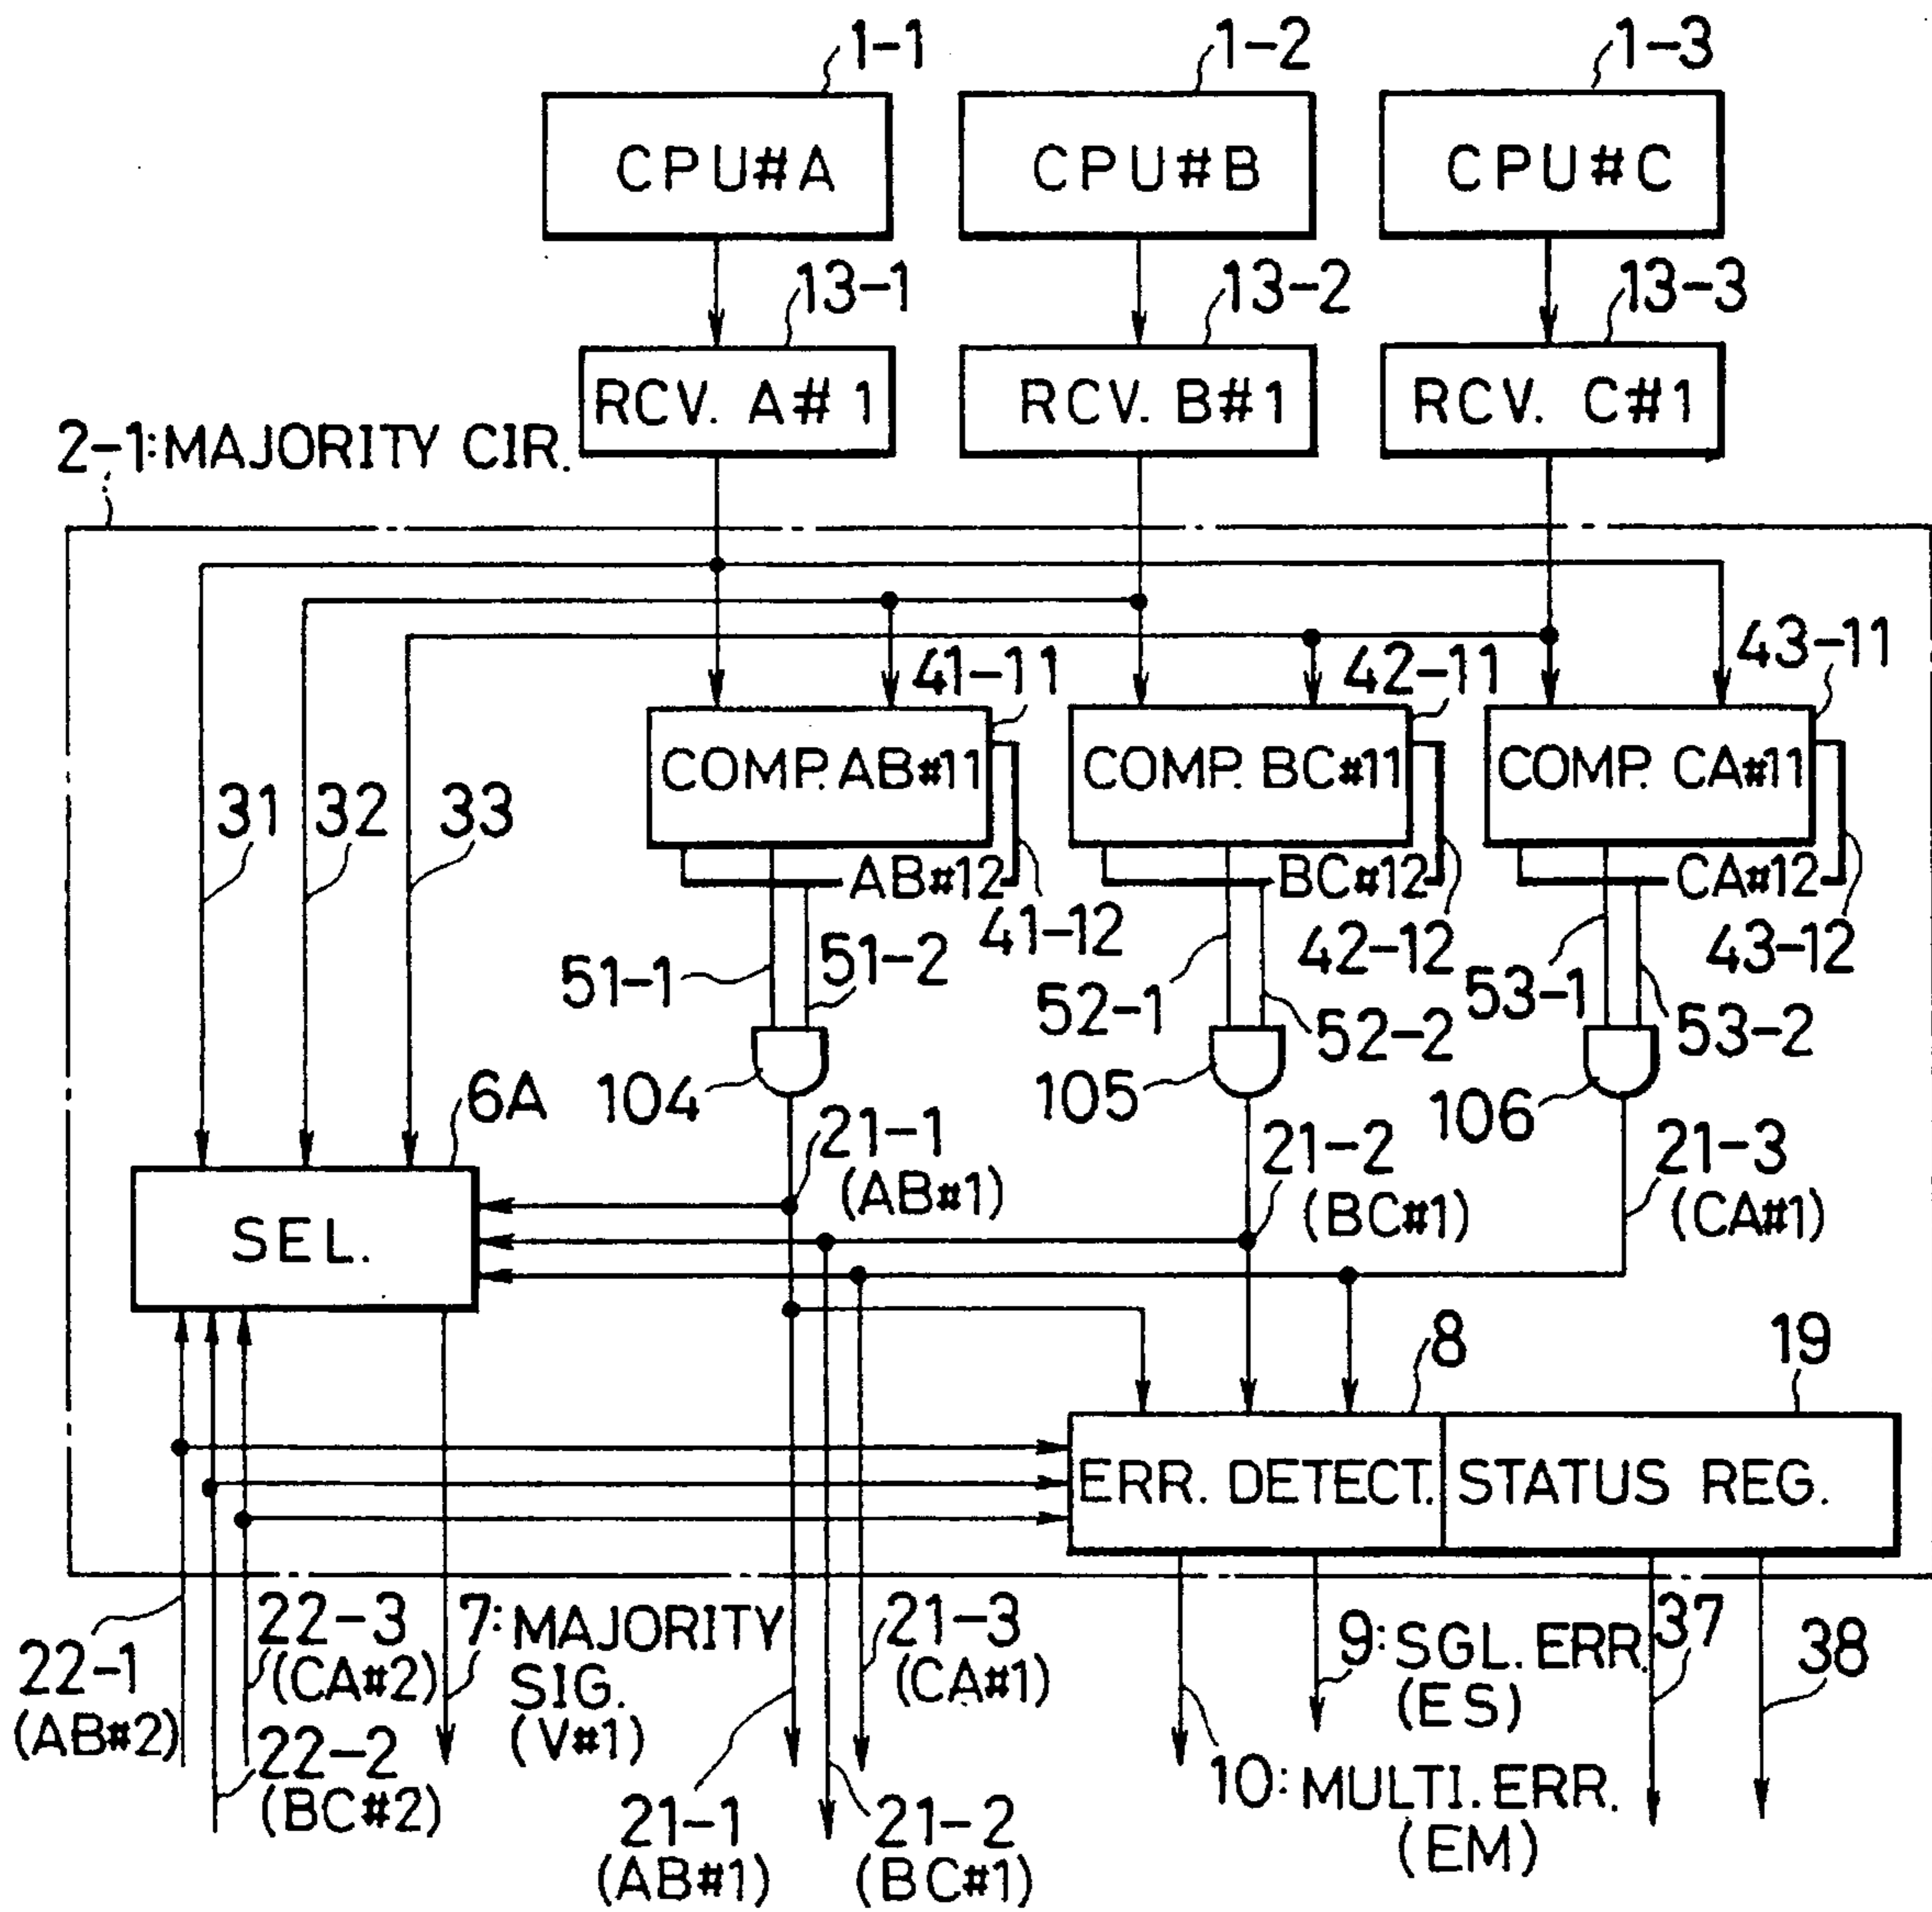 1-1
1-2
1-3
CPU#A
CPU#B
CPU#C
13-1
13-2
13-3
RCV. A#1
RCV. B#1
RCV. C#1
2-1:MAJORITY CIR.
41-11
42-11
43-11
COMP. AB#11
COMP. BC#11
COMP. CA#11
31
32
33
AB#12
BC#12
CA#12
41-12
42-12
43-12
51-1
51-2
52-1
52-2
53-1
53-2
6A
104
105
106
21-1
(AB#1)
21-2
(BC#1)
21-3
(CA#1)
SEL.
8
19
ERR. DETECT.
STATUS REG.
22-1
(AB#2)
22-3
(CA#2)
22-2
(BC#2)
7:MAJORITY
SIG.
(V#1)
21-3
(CA#1)
21-1
(AB#1)
21-2
(BC#1)
9:SGL. ERR.
(ES)
10:MULTI. ERR.
(EM)
37
38